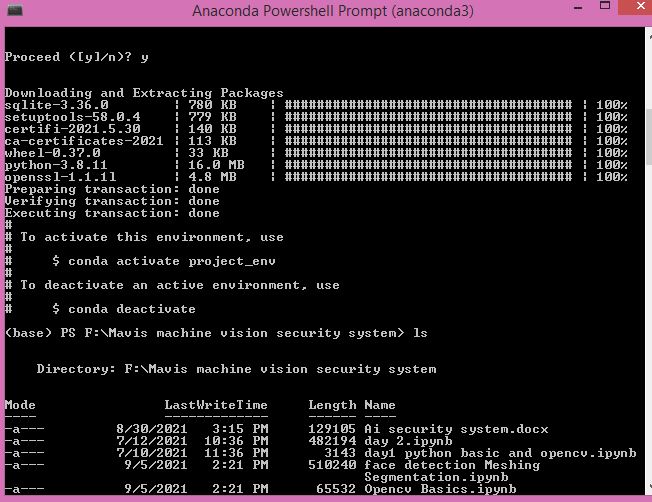 Anaconda Powershell Prompt (anaconda3)
Proceed ([y]/n)? y
Downloading and Extracting Packages
sqlite-3.36.0        | 780 KB    | #################################### | 100%
setuptools-58.0.4    | 779 KB    | #################################### | 100%
certifi-2021.5.30    | 140 KB    | #################################### | 100%
ca-certificates-2021 | 113 KB    | #################################### | 100%
wheel-0.37.0         | 33 KB     | #################################### | 100%
python-3.8.11        | 16.0 MB   | #################################### | 100%
openssl-1.1.1l       | 4.8 MB    | #################################### | 100%
Preparing transaction: done
Verifying transaction: done
Executing transaction: done
#
# To activate this environment, use
#
#     $ conda activate project_env
#
# To deactivate an active environment, use
#
#     $ conda deactivate
(base) PS F:\Mavis machine vision security system> ls
Directory: F:\Mavis machine vision security system
Mode                LastWriteTime     Length Name
----                -------------     ------ ----
-a---         8/30/2021   3:15 PM     129105 Ai security system.docx
-a---         7/12/2021  10:36 PM     482194 day 2.ipynb
-a---         7/10/2021  11:36 PM       3143 day1 python basic and opencv.ipynb
-a---          9/5/2021   2:21 PM     510240 face detection Meshing
Segmentation.ipynb
-a---          9/5/2021   2:21 PM      65532 Opencv Basics.ipynb